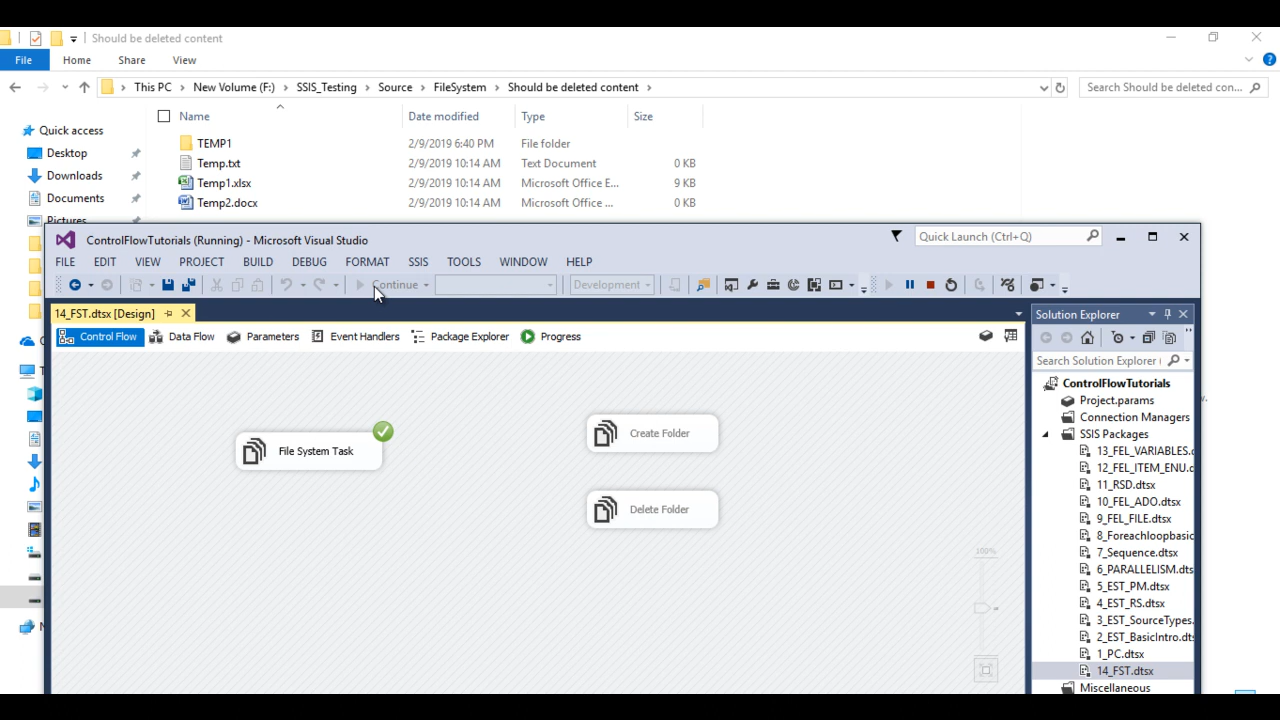 Should be deleted content
File Home Share View
This PC New Volume (F:) SSIS_Testing Source FileSystem Should be deleted content Search Should be deleted con...
Name Date modified Type Size
Quick access
TEMP1 2/9/2019 6:40 PM File folder
Desktop
Temp.txt 2/9/2019 10:14 AM Text Document 0 KB
Downloads
Temp1.xlsx 2/9/2019 10:14 AM Microsoft Office E... 9 KB
Documents
Temp2.docx 2/9/2019 10:14 AM Microsoft Office ... 0 KB
Pictures
ControlFlowTutorials (Running) - Microsoft Visual Studio Quick Launch (Ctrl+Q)
FILE EDIT VIEW PROJECT BUILD DEBUG FORMAT SSIS TOOLS WINDOW HELP
Continue Development
14_FST.dtsx [Design] Solution Explorer
Control Flow Data Flow Parameters Event Handlers Package Explorer Progress
Search Solution Explorer (
ControlFlowTutorials
Project.params
Connection Managers
SSIS Packages
File System Task
Create Folder
Delete Folder
100%
13_FEL_VARIABLES.d
12_FEL_ITEM_ENU.d
11_RSD.dtsx
10_FEL_ADO.dtsx
9_FEL_FILE.dtsx
8_Foreachloopbasic
7_Sequence.dtsx
6_PARALLELISM.dts
5_EST_PM.dtsx
4_EST_RS.dtsx
3_EST_SourceTypes.
2_EST_BasicIntro.dts
1_PC.dtsx
14_FST.dtsx
Miscellaneous